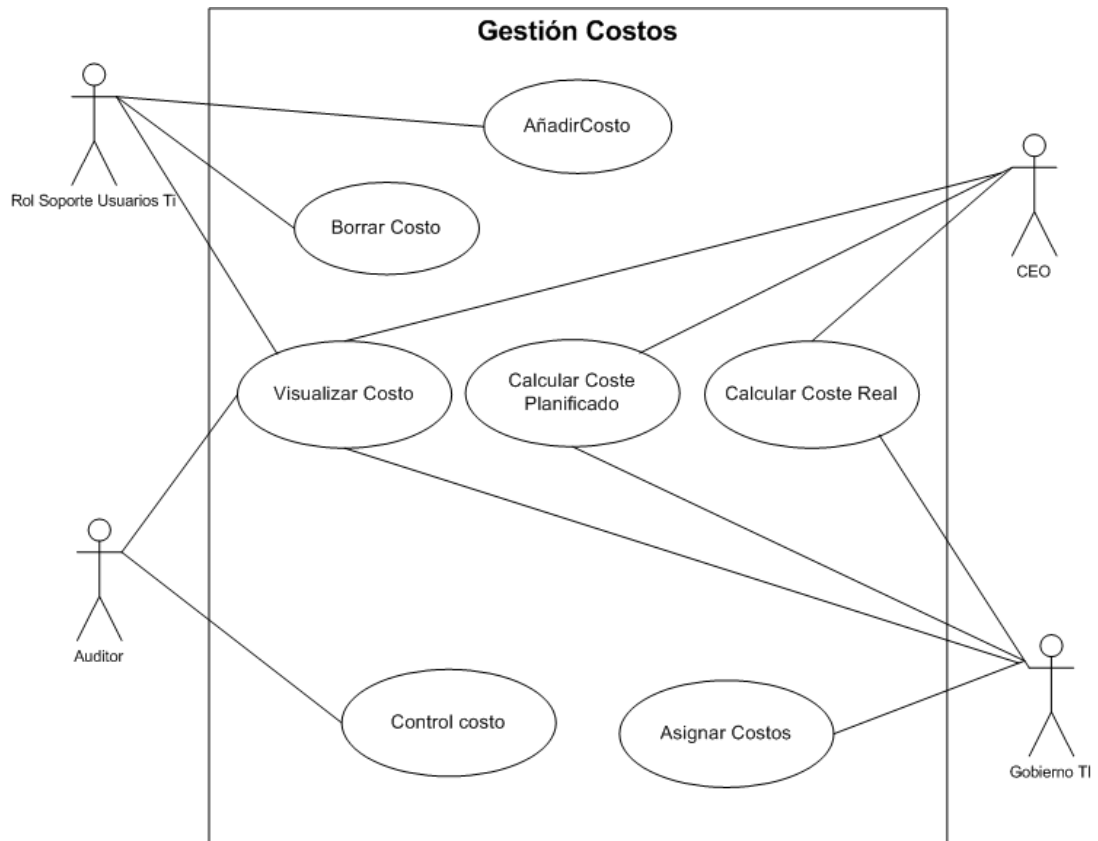 Gestión Costos
AñadirCosto
Rol Soporte Usuarios Ti
Borrar Costo
CEO
Visualizar Costo
Calcular Coste
Planificado
Calcular Coste Real
Auditor
Control costo
Asignar Costos
Gobierno TI